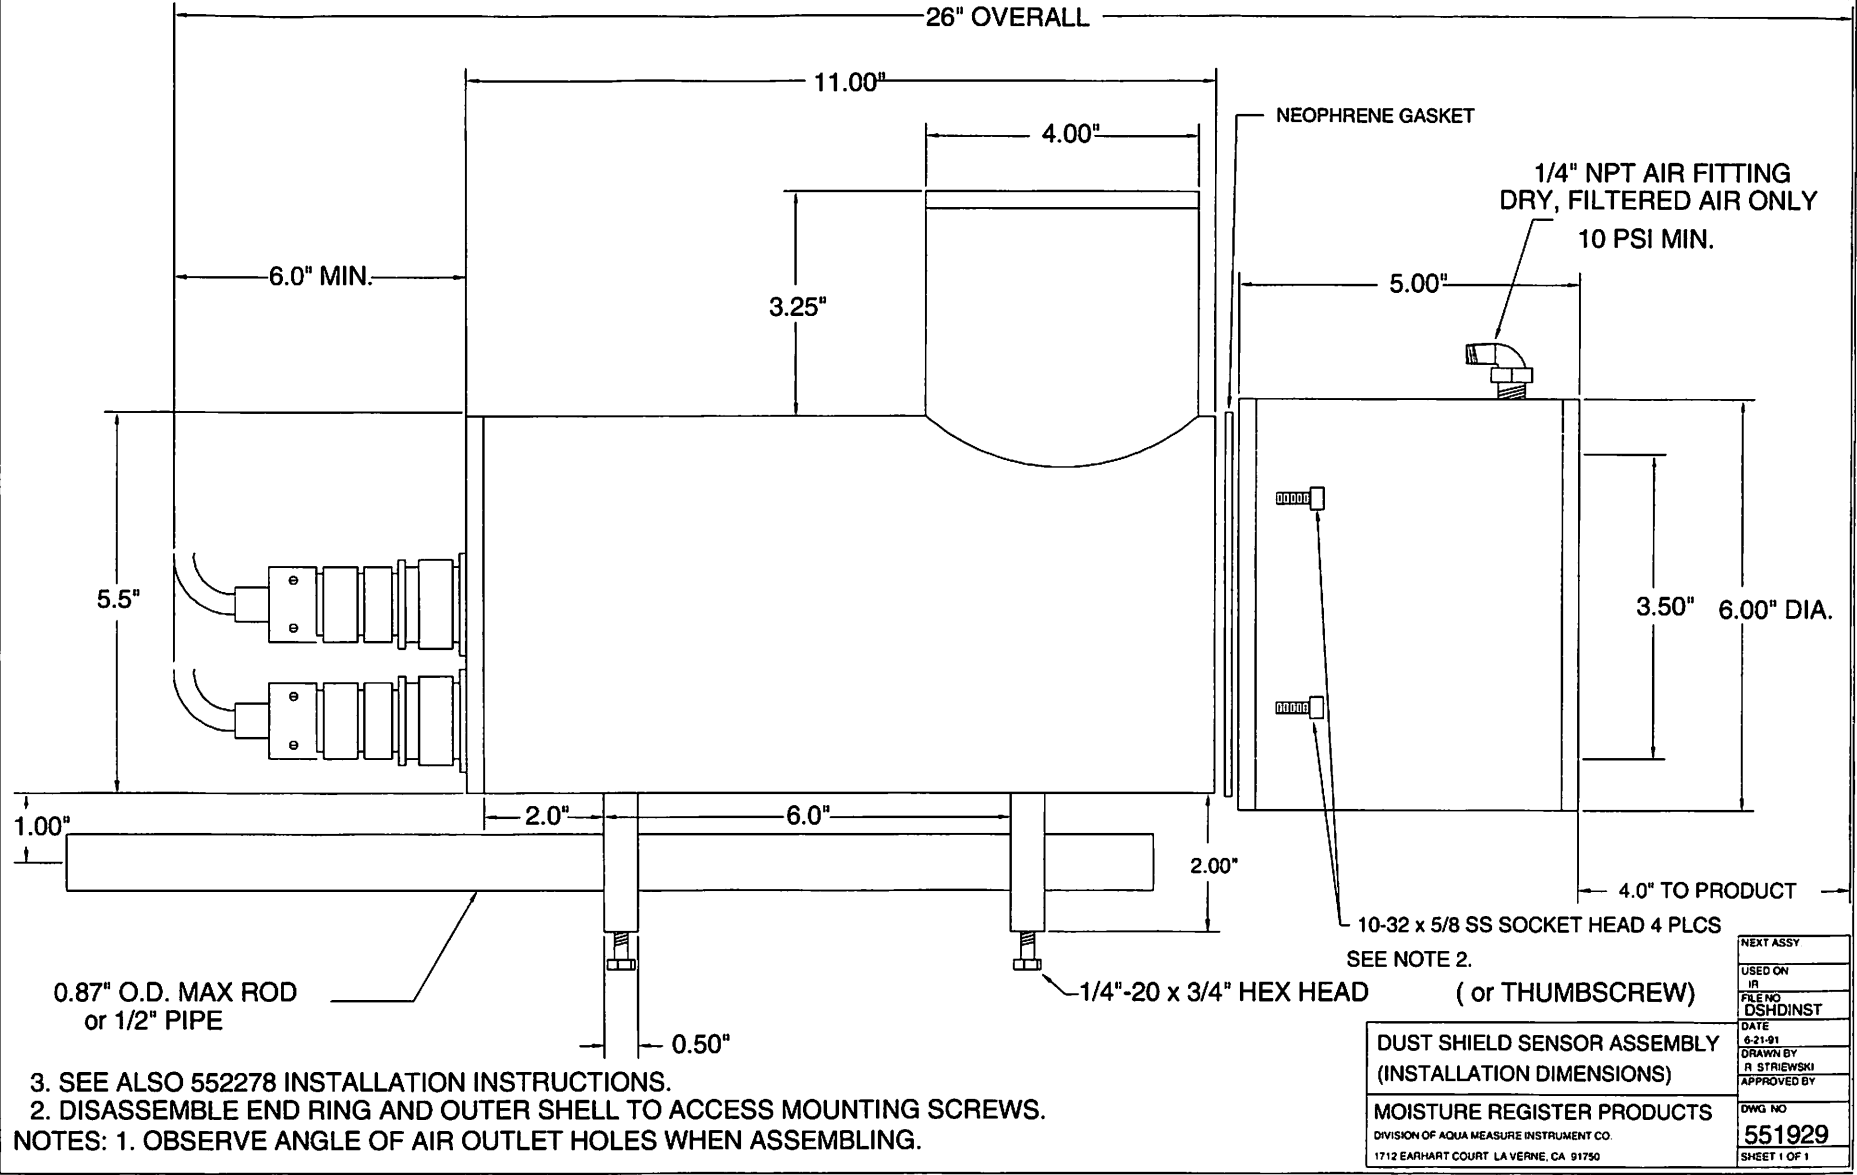 26" OVERALL
11.00"
4.00"
NEOPHRENE GASKET
1/4" NPT AIR FITTING
DRY, FILTERED AIR ONLY
10 PSI MIN.
6.0" MIN.
3.25"
5.00"
5.5"
3.50"
6.00" DIA.
1.00"
2.0"
6.0"
2.00"
4.0" TO PRODUCT
10-32 x 5/8 SS SOCKET HEAD 4 PLCS
SEE NOTE 2.
0.87" O.D. MAX ROD
or 1/2" PIPE
1/4"-20 x 3/4" HEX HEAD
( or THUMBSCREW)
0.50"
3. SEE ALSO 552278 INSTALLATION INSTRUCTIONS.
2. DISASSEMBLE END RING AND OUTER SHELL TO ACCESS MOUNTING SCREWS.
NOTES: 1. OBSERVE ANGLE OF AIR OUTLET HOLES WHEN ASSEMBLING.
DUST SHIELD SENSOR ASSEMBLY
(INSTALLATION DIMENSIONS)
MOISTURE REGISTER PRODUCTS
DIVISION OF AQUA MEASURE INSTRUMENT CO.
1712 EARHART COURT LA VERNE, CA 91750
NEXT ASSY
USED ON
IR
FILE NO
DSHDINST
DATE
6-21-91
DRAWN BY
R STRIEWSKI
APPROVED BY
DWG NO
551929
SHEET 1 OF 1